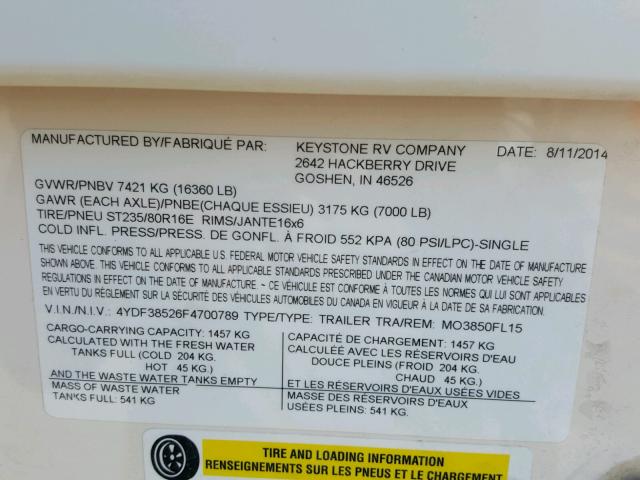 MANUFACTURED BY/FABRIQUÉ PAR: KEYSTONE RV COMPANY DATE: 8/11/2014
2642 HACKBERRY DRIVE
GOSHEN, IN 46526
GVWR/PNBV 7421 KG (16360 LB)
GAWR (EACH AXLE)/PNBE(CHAQUE ESSIEU) 3175 KG (7000 LB)
TIRE/PNEU ST235/80R16E RIMS/JANTE16x6
COLD INFL. PRESS/PRESS. DE GONFL. À FROID 552 KPA (80 PSI/LPC)-SINGLE
THIS VEHICLE CONFORMS TO ALL APPLICABLE U.S. FEDERAL MOTOR VEHICLE SAFETY STANDARDS IN EFFECT ON THE DATE OF MANUFACTURE
SHOWN ABOVE. THIS VEHICLE CONFORMS TO ALL APPLICABLE STANDARDS PRESCRIBED UNDER THE CANADIAN MOTOR VEHICLE SAFETY
REGULATIONS IN EFFECT ON THE DATE OF MANUFACTURE – CE VÉHICULE EST CONFORME À TOUTES LES NORMES QUI LUI SONT APPLICABLES
EN VERTU DU RÈGLEMENT SUR LA SÉCURITÉ DES VÉHICULES AUTOMOBILES DU CANADA EN VIGUEUR À LA DATE DE SA FABRICATION.
V.I.N./N.I.V.: 4YDF38526F4700789 TYPE/TYPE: TRAILER TRA/REM: MO3850FL15
CARGO-CARRYING CAPACITY: 1457 KG
CALCULATED WITH THE FRESH WATER
TANKS FULL (COLD 204 KG.
HOT 45 KG.)
AND THE WASTE WATER TANKS EMPTY
MASS OF WASTE WATER
TANKS FULL: 541 KG
CAPACITÉ DE CHARGEMENT: 1457 KG
CALCULÉE AVEC LES RÉSERVOIRS D'EAU
DOUCE PLEINS (FROID 204 KG.
CHAUD 45 KG.)
ET LES RÉSERVOIRS D'EAUX USÉES VIDES
MASSE DES RÉSERVOIRS D'EAUX
USÉES PLEINS: 541 KG.
TIRE AND LOADING INFORMATION
RENSEIGNEMENTS SUR LES PNEUS ET LE CHARGEMENT